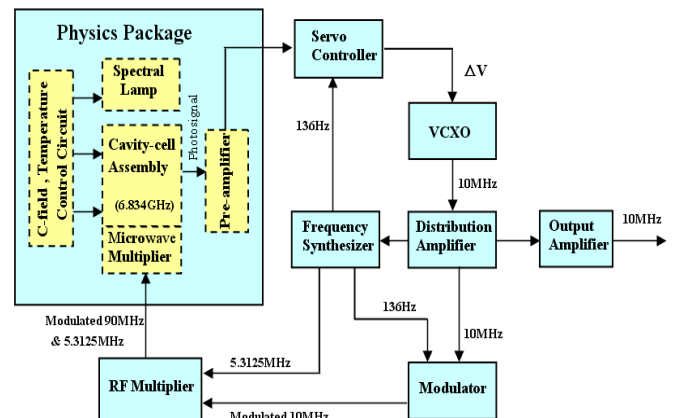 Physics Package
Servo
Controller
Spectral
Lamp
ΔV
C-field , Temperature
Control Circuit
Photosignal
136Hz
VCXO
Cavity-cell
Assembly
(6.834GHz)
Pre-amplifier
10MHz
Microwave
Multiplier
Frequency
Synthesizer
Distribution
Amplifier
Output
Amplifier
10MHz
Modulated 90MHz
& 5.3125MHz
136Hz
10MHz
5.3125MHz
RF Multiplier
Modulator
Modulated 10MHz